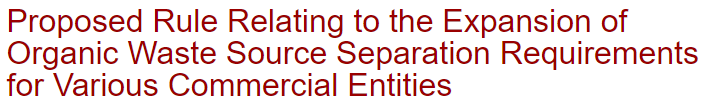 Proposed Rule Relating to the Expansion of
Organic Waste Source Separation Requirements
for Various Commercial Entities